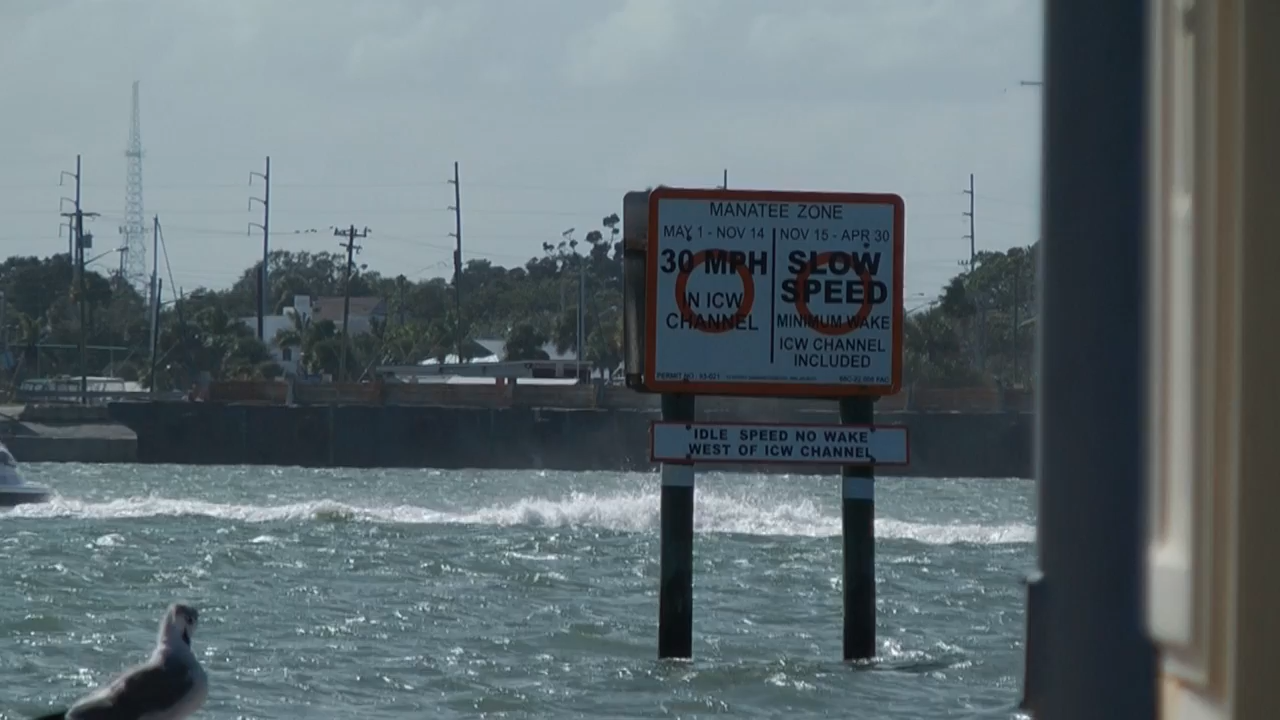 MANATEE ZONE
MAY 1 - NOV 14
30 MPH
IN ICW
CHANNEL
NOV 15 - APR 30
SLOW
SPEED
MINIMUM WAKE
ICW CHANNEL
INCLUDED
IDLE SPEED NO WAKE
WEST OF ICW CHANNEL